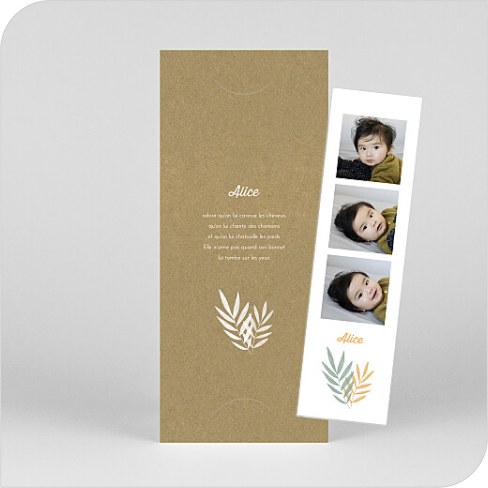 Alice
adore qu'on lui caresse les cheveux
qu'on lui chante des chansons
et qu'on lui chatouille les pieds
Elle n'aime pas quand son bonnet
lui tombe sur les yeux
Alice